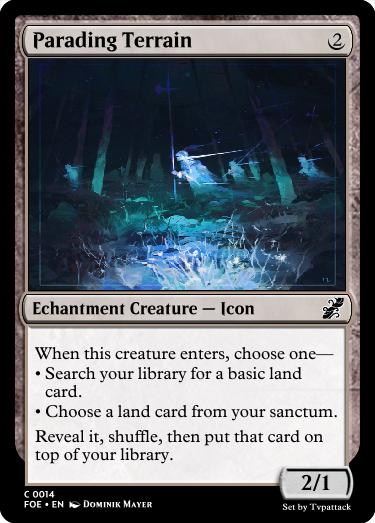 Parading Terrain 2
Echantment Creature — Icon
When this creature enters, choose one—
• Search your library for a basic land
card.
• Choose a land card from your sanctum.
Reveal it, shuffle, then put that card on
top of your library.
2/1
C 0014
FOE • EN DOMINIK MAYER
Set by Tvpattack